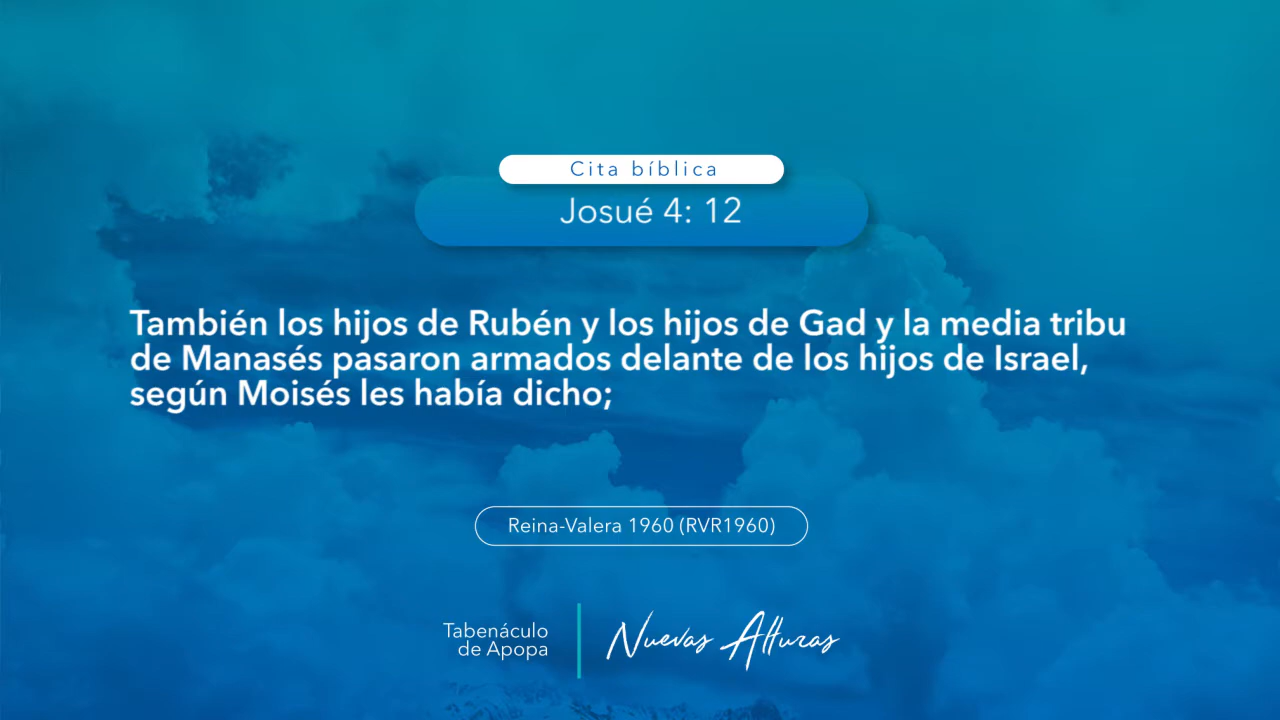 Cita bíblica
Josué 4: 12
También los hijos de Rubén y los hijos de Gad y la media tribu
de Manasés pasaron armados delante de los hijos de Israel,
según Moisés les había dicho;
Reina-Valera 1960 (RVR1960)
Tabenáculo
de Apopa
Nuevas Alturas